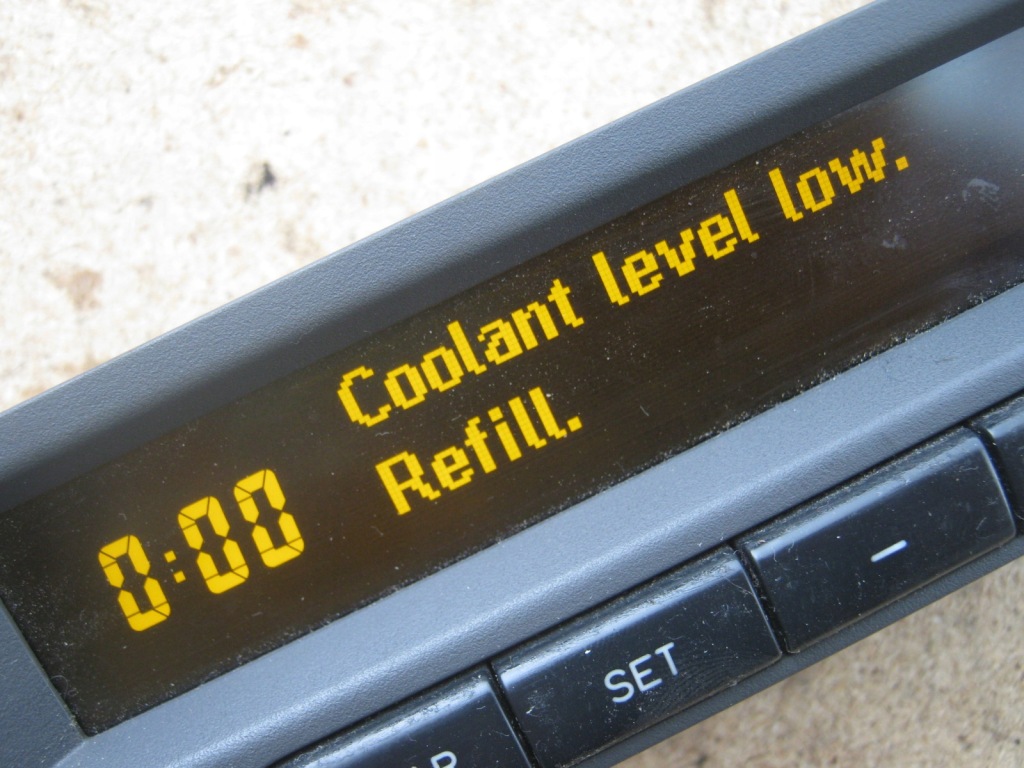 Coolant level low.
Refill.
0:00
SET
–